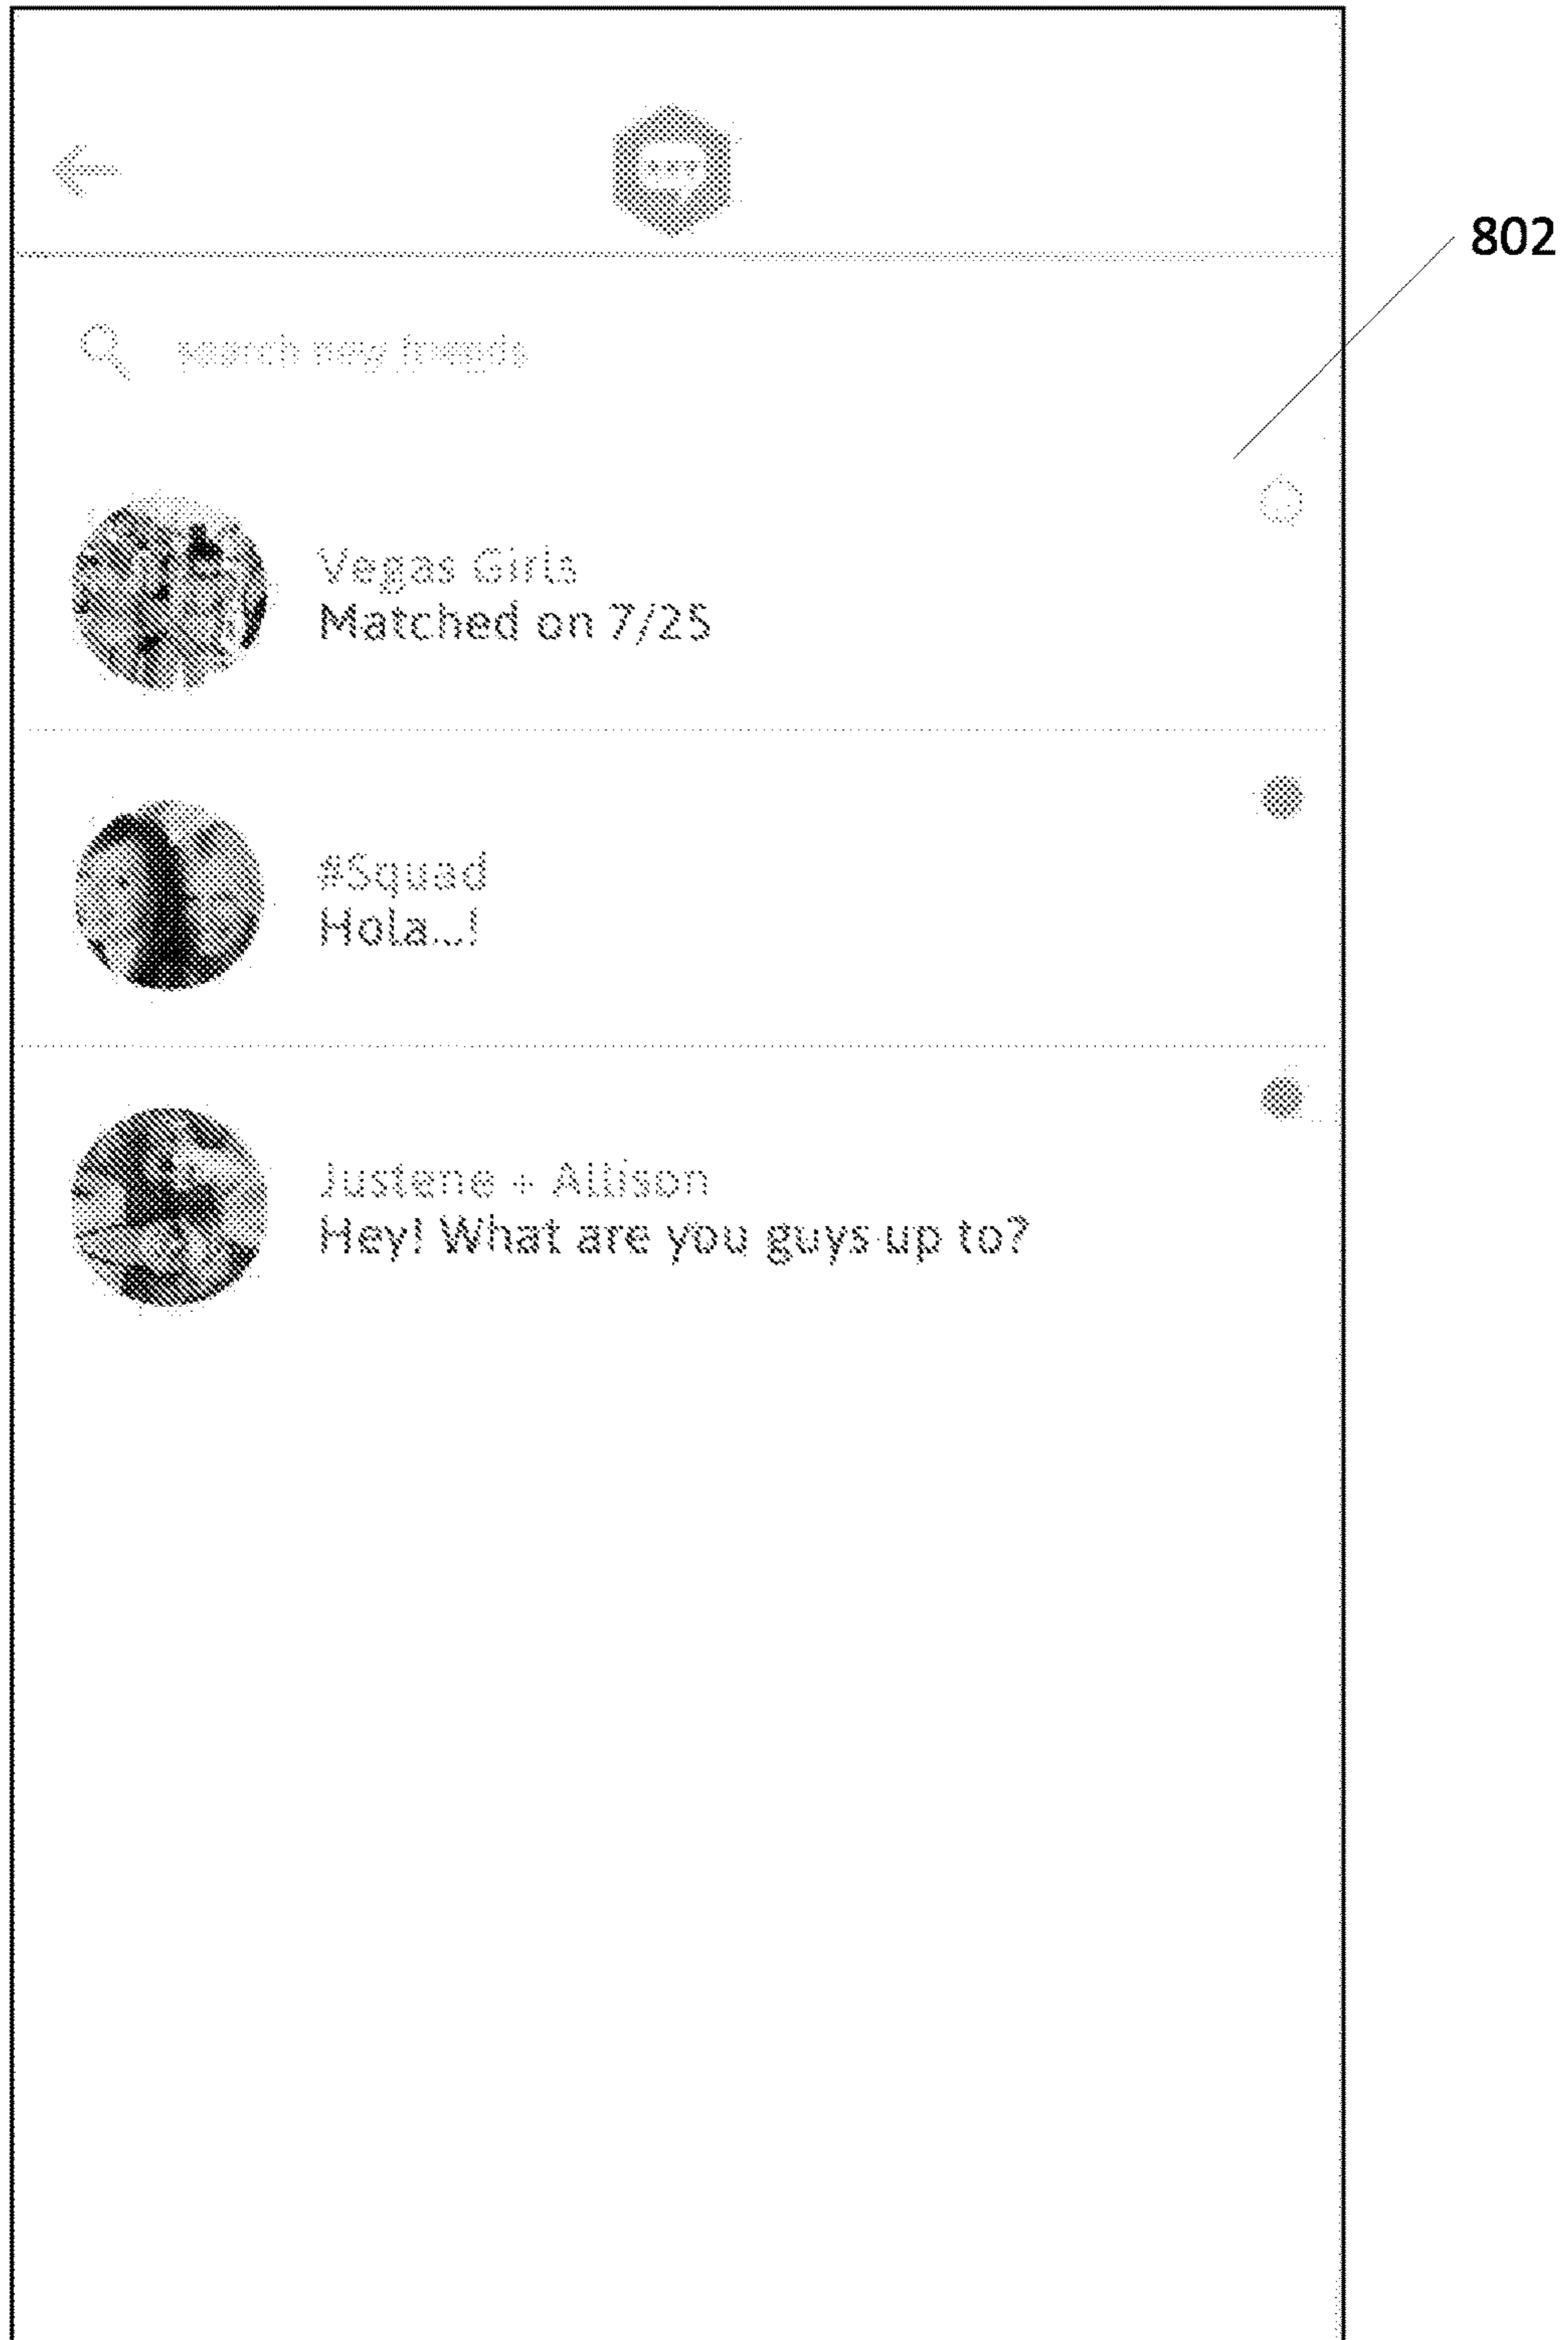 802
search new friends
Vegas Girls
Matched on 7/25
#Squad
Hola...!
Justene + Allison
Hey! What are you guys up to?